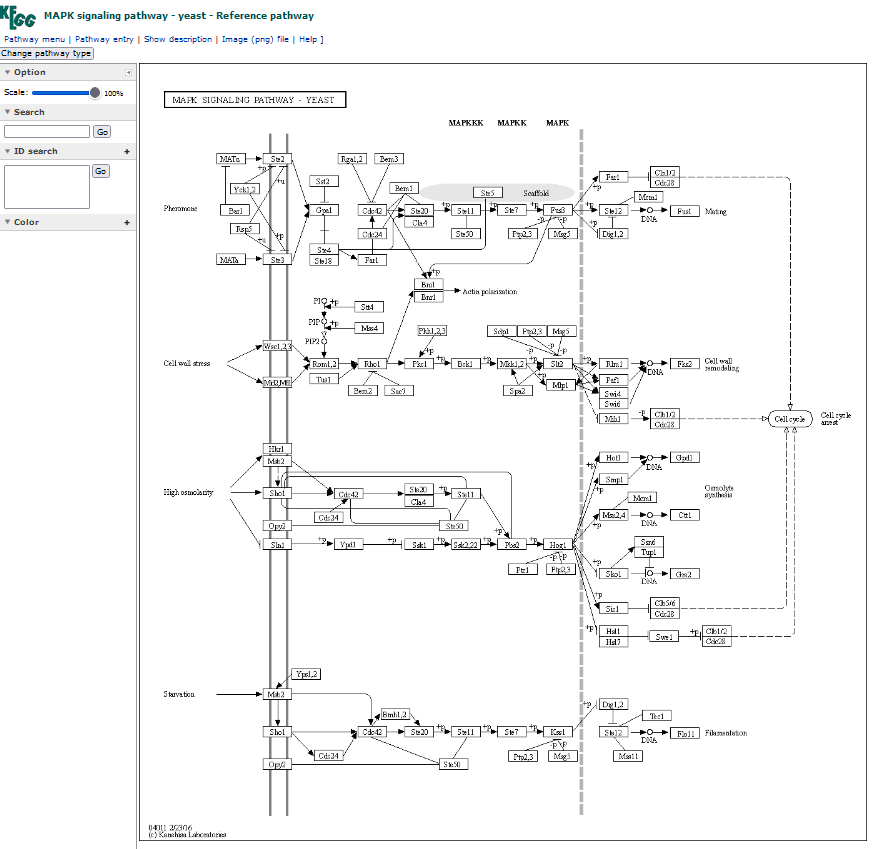 KEGG MAPK signaling pathway - yeast - Reference pathway
Pathway menu | Pathway entry | Show description | Image (png) file | Help ]
Change pathway type
▼ Option
Scale: 100%
▼ Search
Go
▼ ID search +
Go
▼ Color +
MAPK SIGNALING PATHWAY - YEAST
MAPKKK MAPKK MAPK
Pheromone
MATα Ste2 Rga1,2 Bem3
+p
+u
Yck1,2
Sst2
Bem1
Ste5 Scaffold
Far1 Cln1/2
Cdc28
+p
Mcm1
Bar1 Gpa1 Cdc42 Ste20 Ste11 +p Ste7 +p Fus3 +p Ste12 DNA Fus1 Mating
Cla4
Rsp5
+u +p
Cdc24 Ste50 Ptp2,3 Msg5 Dig1,2
-p -p
Ste4
Ste18
MATa Ste3 Far1
+p
Bni1
Bnr1
Actin polarization
PI +p Stt4
PIP +p Mss4
PIP2
Pkh1,2,3
Sdp1 Ptp2,3 Msg5
-p -p -p
Cell wall stress
Wsc1,2,3
Rom1,2 Rho1 +p Pkc1 +p Bck1 +p Mkk1,2 +p Slt2 +p Rlm1 DNA Fks2 Cell wall
remodeling
Mid2,Mtl1 Tus1
Bem2 Sac7
Spa2
Mlp1
Paf1
Swi4
Swi6
Mih1 -p Clb1/2
Cdc28
Cell cycle
Cell cycle
arrest
Hkr1
Msb2
Hot1 DNA Gpd1
+p
Smp1
+p
Osmolyte
synthesis
High osmolarity
Sho1 Cdc42 Ste20
Cla4
Ste11
Mcm1
Msn2,4 DNA Ctt1
+p
Cdc24
Opy2 Ste50
Sln1 +p Ypd1 +p Ssk1 Ssk2,22 +p Pbs2 +p Hog1
-p -p
Ptc1 Ptp2,3
Ssn6
Tup1
Sko1 DNA Gre2
+p
Sic1 Clb5/6
Cdc28
+p
Hsl1
Hsl7
Swe1 +p Clb1/2
Cdc28
Yps1,2
Starvation
Msb2
Bmh1,2
Dig1,2
+p
Tec1
Sho1 Cdc42 Ste20 +p Ste11 +p Ste7 +p Kss1 Ste12 DNA Flo11 Filamentation
-p -p
Cdc24
Ptp2,3 Msg5
Mss11
Opy2 Ste50
04011 2/23/16
(c) Kanehisa Laboratories